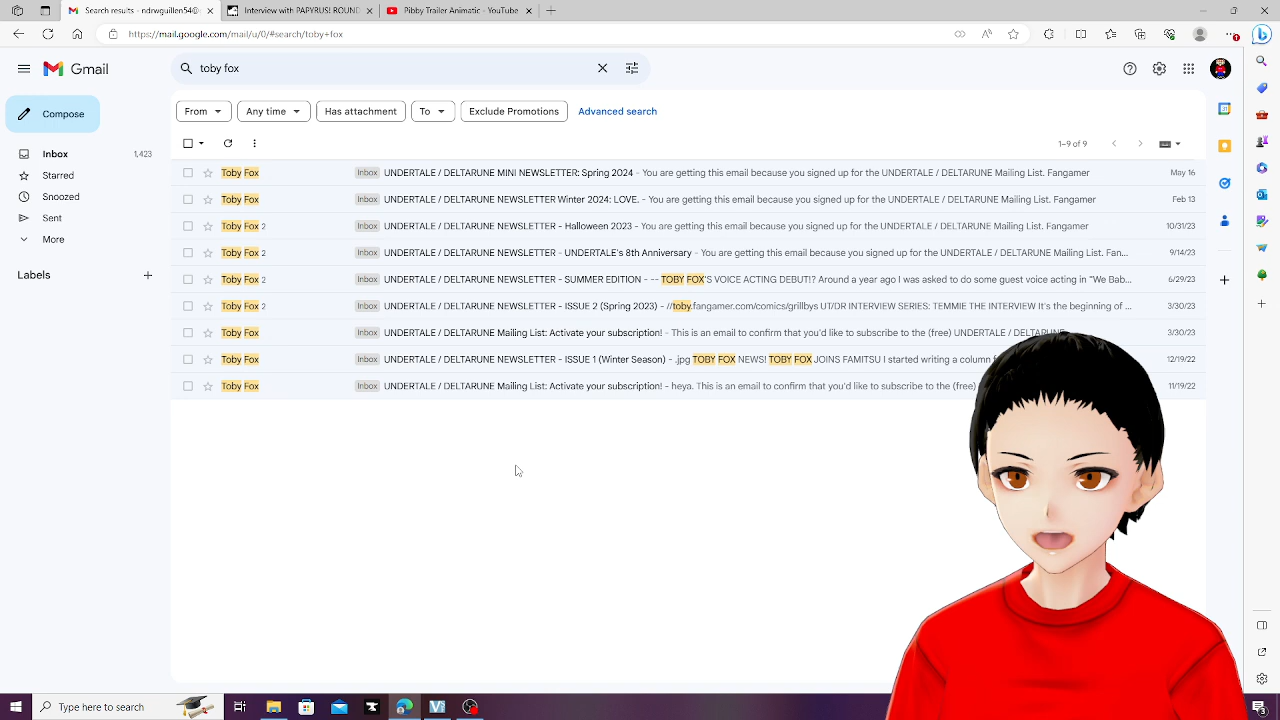 Search results - ndrwguillen54@
Interview with PAPYRUS! ROUND
Pibby Trailer Animatic - YouTube
https://mail.google.com/mail/u/0/#search/toby+fox
Gmail
toby fox
Compose
From
Any time
Has attachment
To
Exclude Promotions
Advanced search
1–9 of 9
Inbox 1,423
Starred
Snoozed
Sent
More
Labels
Toby Fox Inbox UNDERTALE / DELTARUNE MINI NEWSLETTER: Spring 2024 - You are getting this email because you signed up for the UNDERTALE / DELTARUNE Mailing List. Fangamer May 16
Toby Fox Inbox UNDERTALE / DELTARUNE NEWSLETTER Winter 2024: LOVE. - You are getting this email because you signed up for the UNDERTALE / DELTARUNE Mailing List. Fangamer Feb 13
Toby Fox 2 Inbox UNDERTALE / DELTARUNE NEWSLETTER - Halloween 2023 - You are getting this email because you signed up for the UNDERTALE / DELTARUNE Mailing List. Fangamer 10/31/23
Toby Fox 2 Inbox UNDERTALE / DELTARUNE NEWSLETTER - UNDERTALE's 8th Anniversary - You are getting this email because you signed up for the UNDERTALE / DELTARUNE Mailing List. Fan... 9/14/23
Toby Fox 2 Inbox UNDERTALE / DELTARUNE NEWSLETTER - SUMMER EDITION - -- TOBY FOX'S VOICE ACTING DEBUT!? Around a year ago I was asked to do some guest voice acting in "We Bab... 6/29/23
Toby Fox 2 Inbox UNDERTALE / DELTARUNE NEWSLETTER - ISSUE 2 (Spring 2023) - //toby.fangamer.com/comics/grillbys UT/DR INTERVIEW SERIES: TEMMIE THE INTERVIEW It's the beginning of ... 3/30/23
Toby Fox Inbox UNDERTALE / DELTARUNE Mailing List: Activate your subscription! - This is an email to confirm that you'd like to subscribe to the (free) UNDERTALE / DELTARUNE 3/30/23
Toby Fox Inbox UNDERTALE / DELTARUNE NEWSLETTER - ISSUE 1 (Winter Season) - .jpg TOBY FOX NEWS! TOBY FOX JOINS FAMITSU I started writing a column 12/19/22
Toby Fox Inbox UNDERTALE / DELTARUNE Mailing List: Activate your subscription! - heya. This is an email to confirm that you'd like to subscribe to the (free) 11/19/22
Type here to search